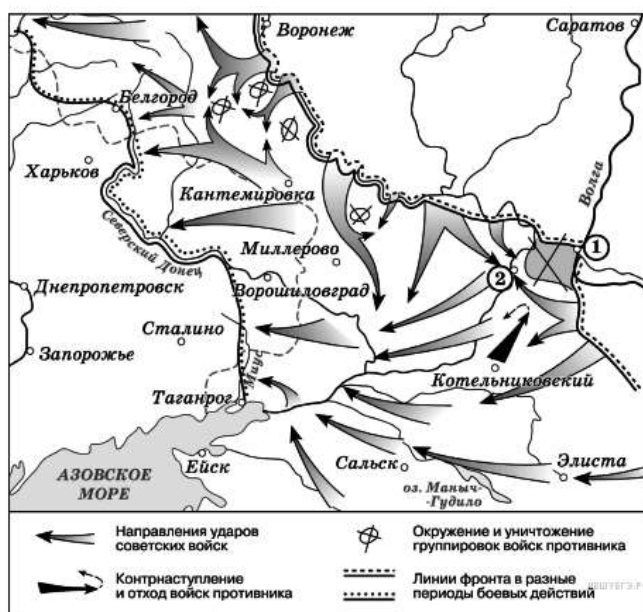 Воронеж
Саратов
Белгород
Волга
Харьков
Кантемировка
Северский Донец
Миллерово
1
2
Днепропетровск
Ворошиловград
Сталино
Запорожье
Миус
Котельниковский
Таганрог
Ейск
Сальск
Элиста
АЗОВСКОЕ
МОРЕ
оз. Маныч-
Гудило
Направления ударов
советских войск
Окружение и уничтожение
группировок войск противника
Контрнаступление
и отход войск противника
Линии фронта в разные
периоды боевых действий